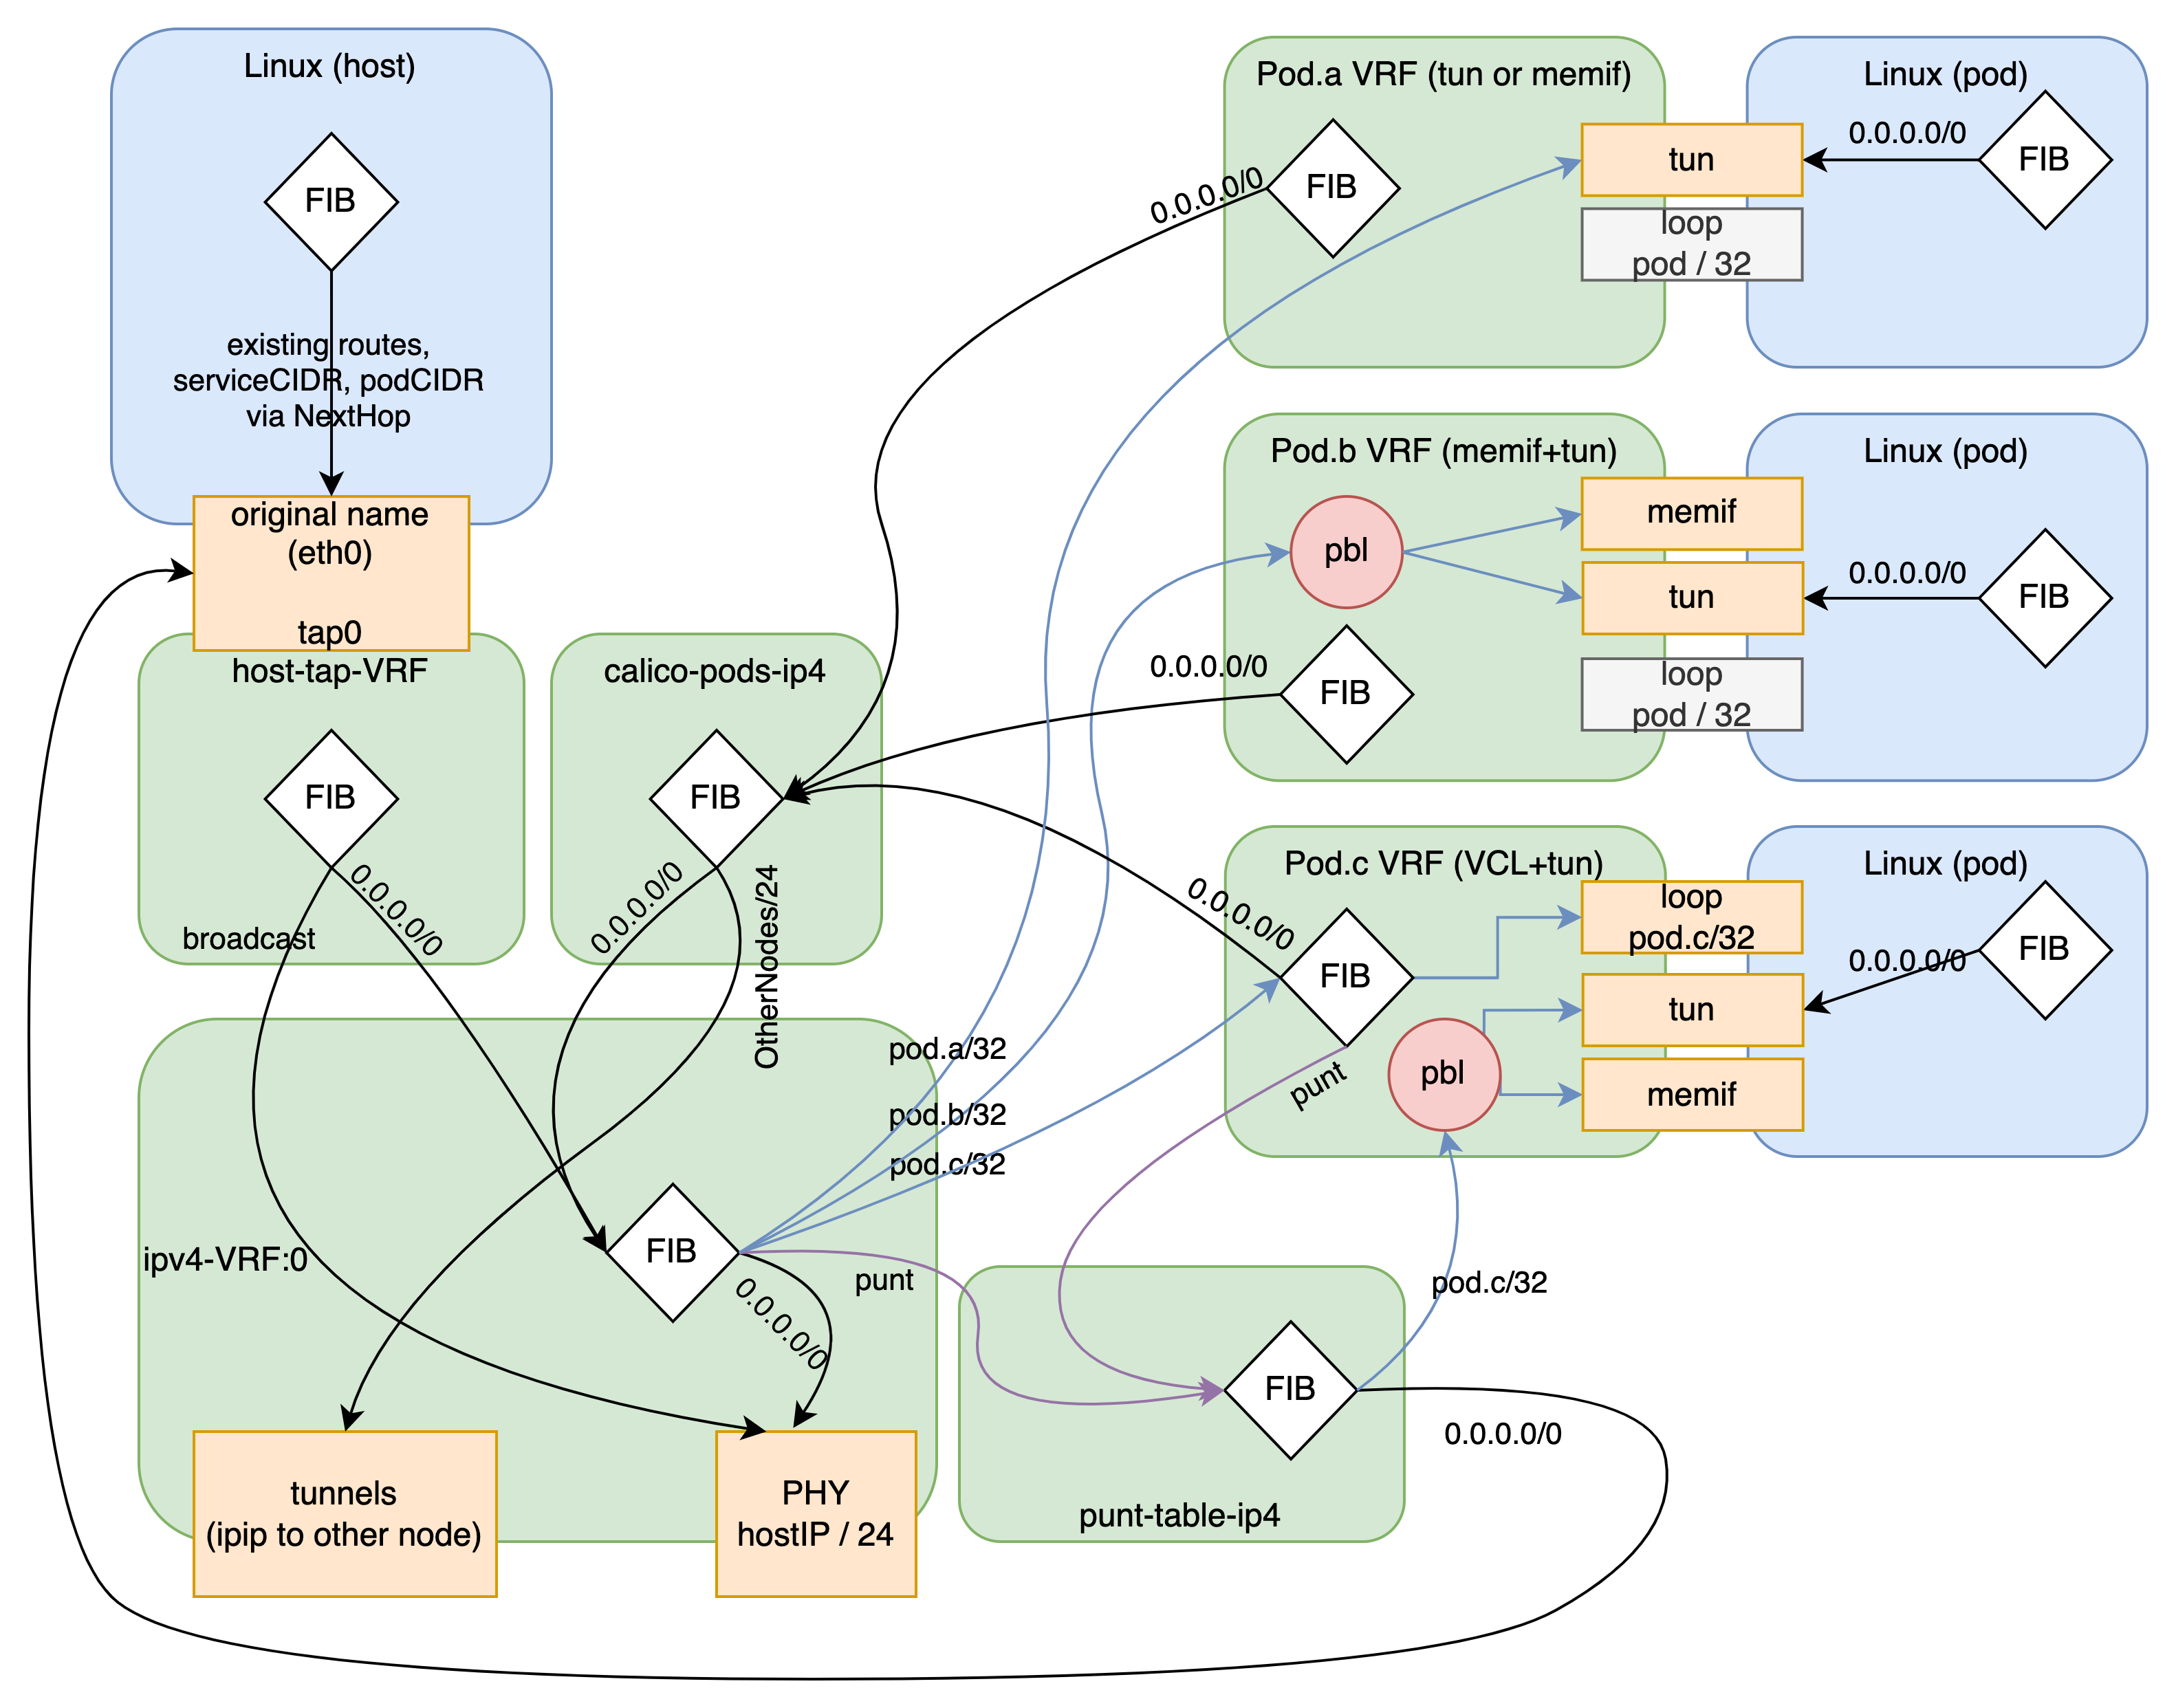 Linux (host)
FIB
existing routes,
serviceCIDR, podCIDR
via NextHop
original name
(eth0)
tap0
host-tap-VRF
FIB
broadcast
0.0.0.0/0
calico-pods-ip4
FIB
0.0.0.0/0
OtherNodes/24
ipv4-VRF:0
FIB
pod.a/32
pod.b/32
pod.c/32
punt
0.0.0.0/0
tunnels
(ipip to other node)
PHY
hostIP / 24
punt-table-ip4
FIB
pod.c/32
0.0.0.0/0
Pod.a VRF (tun or memif)
FIB
0.0.0.0/0
tun
loop
pod / 32
Linux (pod)
0.0.0.0/0
FIB
Pod.b VRF (memif+tun)
pbl
FIB
0.0.0.0/0
memif
tun
loop
pod / 32
Linux (pod)
0.0.0.0/0
FIB
Pod.c VRF (VCL+tun)
0.0.0.0/0
FIB
punt
pbl
loop
pod.c/32
tun
memif
Linux (pod)
0.0.0.0/0
FIB